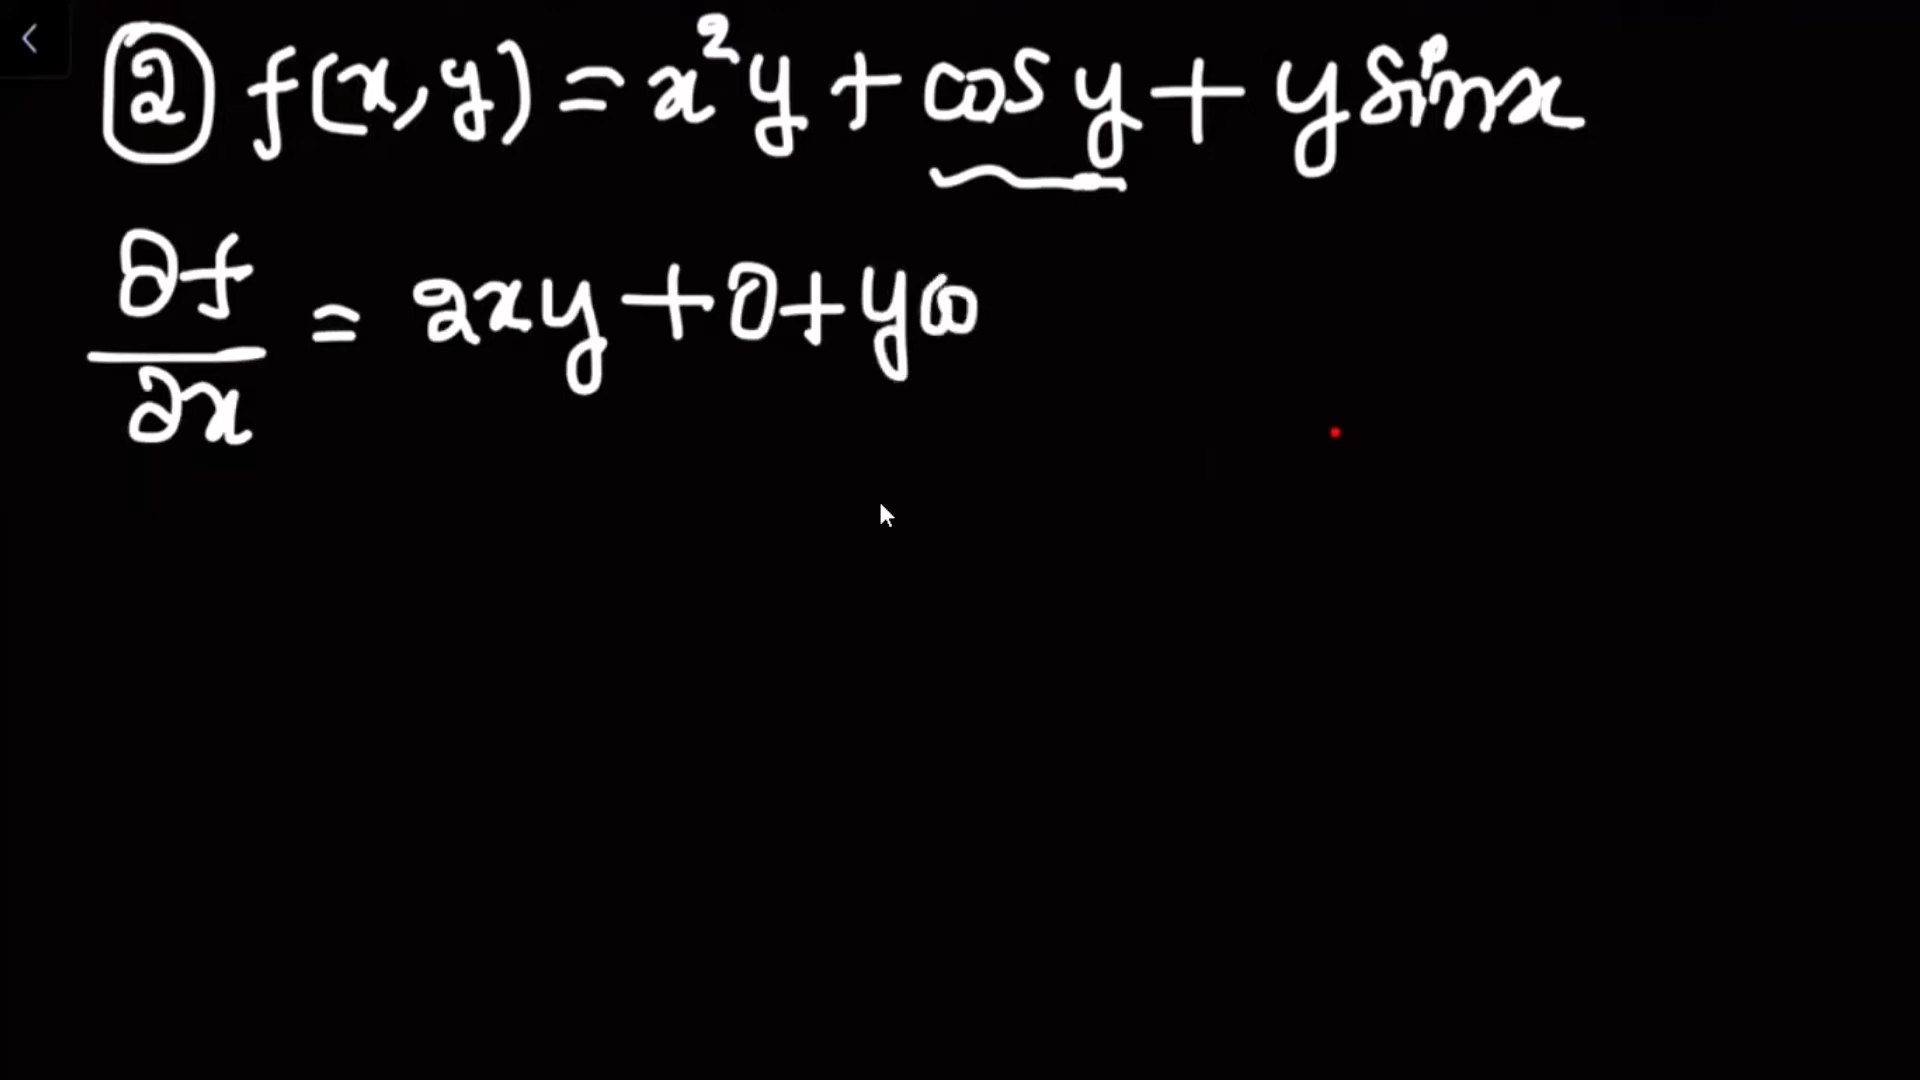 ② f(x,y) = x²y + cos y + y sinx
∂f/∂x = 2xy + 0 + y co